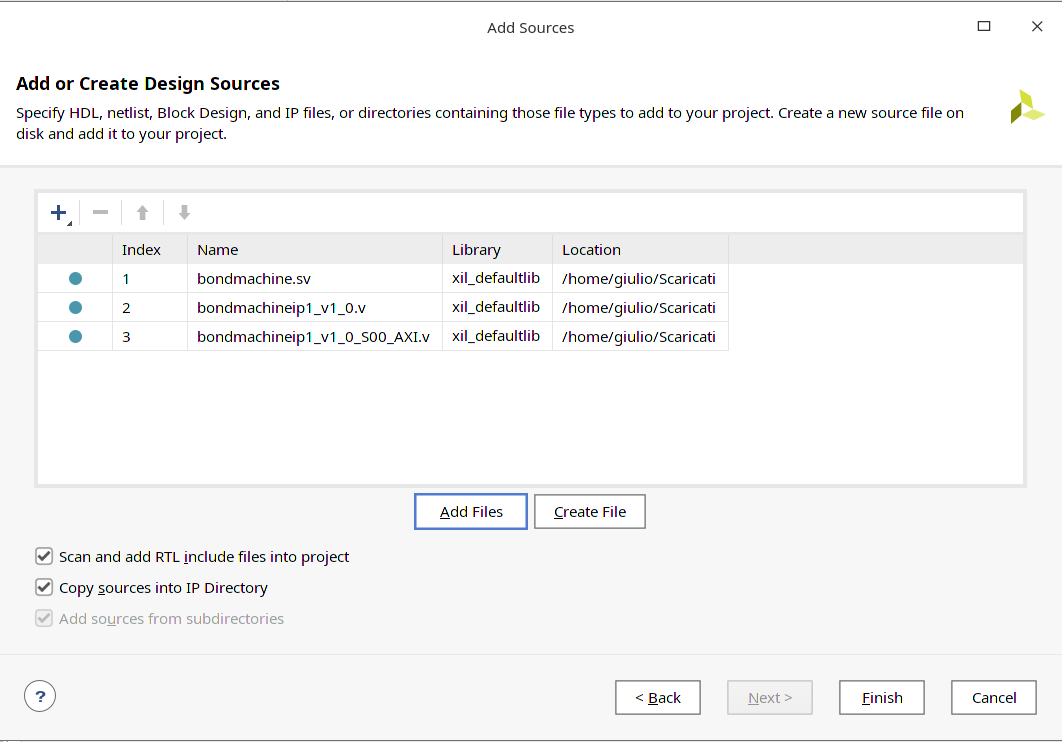 Add Sources
Add or Create Design Sources
Specify HDL, netlist, Block Design, and IP files, or directories containing those file types to add to your project. Create a new source file on
disk and add it to your project.
Index Name Library Location
1 bondmachine.sv xil_defaultlib /home/giulio/Scaricati
2 bondmachineip1_v1_0.v xil_defaultlib /home/giulio/Scaricati
3 bondmachineip1_v1_0_S00_AXI.v xil_defaultlib /home/giulio/Scaricati
Add Files Create File
Scan and add RTL include files into project
Copy sources into IP Directory
Add sources from subdirectories
? < Back Next > Finish Cancel